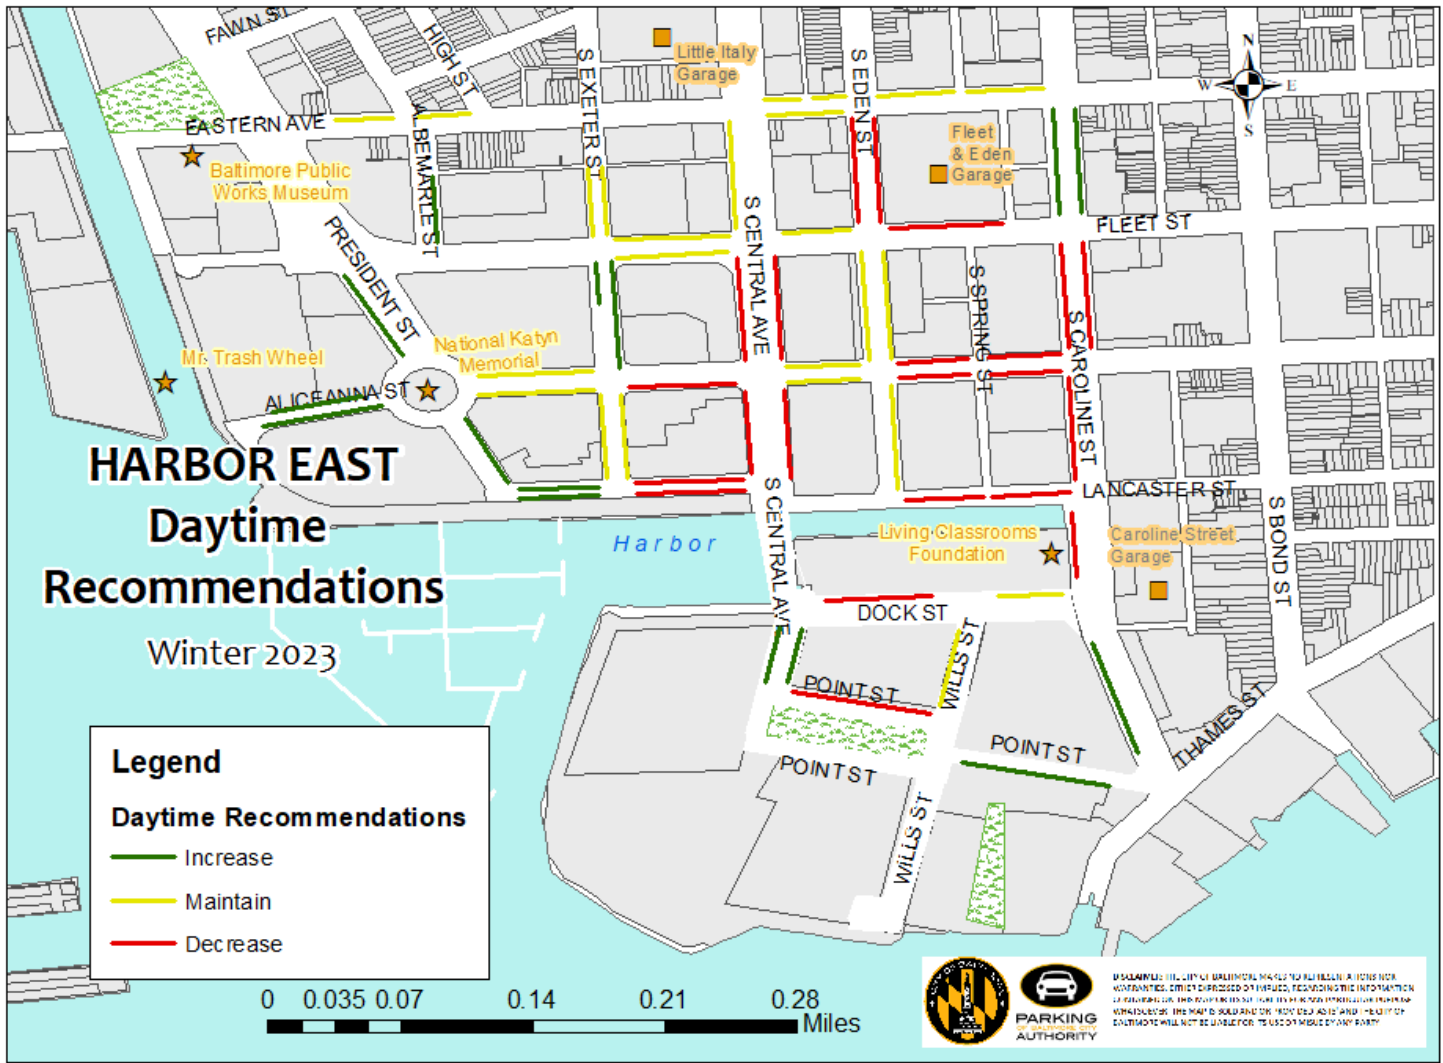 FAWN ST
HIGH ST
S EXETER ST
Little Italy
Garage
S EDEN ST
N
W
E
S
EASTERN AVE
ALBEMARLE ST
Fleet
& Eden
Garage
Baltimore Public
Works Museum
PRESIDENT ST
S CENTRAL AVE
FLEET ST
S SPRING ST
S CAROLINE ST
National Katyn
Memorial
Mr. Trash Wheel
ALICEANNA ST
HARBOR EAST
Daytime
Recommendations
Winter 2023
S CENTRAL AVE
LANCASTER ST
S BOND ST
Harbor
Living Classrooms
Foundation
Caroline Street
Garage
DOCK ST
WILLS ST
POINT ST
POINT ST
POINT ST
THAMES ST
WILLS ST
Legend
Daytime Recommendations
Increase
Maintain
Decrease
0 0.035 0.07 0.14 0.21 0.28
Miles
PARKING
OF BALTIMORE CITY
AUTHORITY